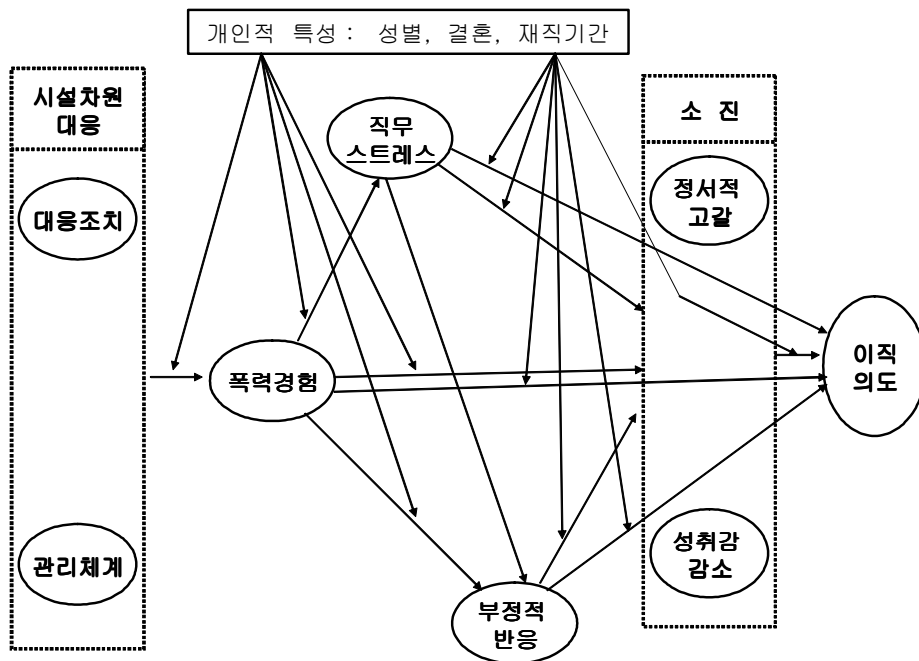 개인적 특성 : 성별, 결혼, 재직기간
시설차원
대응
대응조치
관리체계
직무
스트레스
폭력경험
부정적
반응
소 진
정서적
고갈
성취감
감소
이직
의도